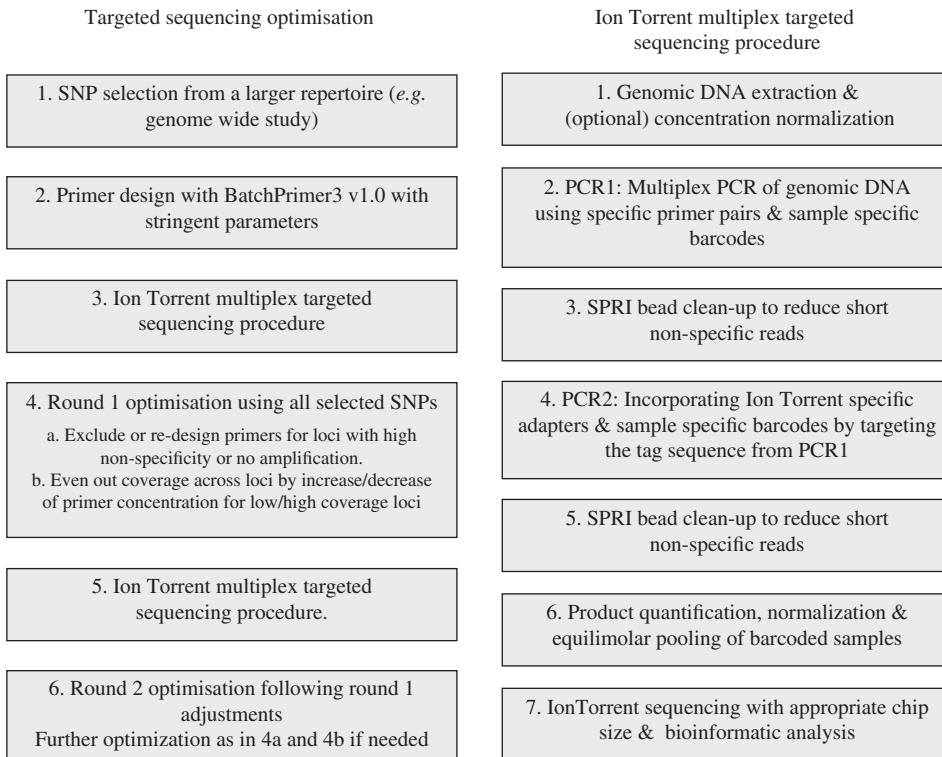 Targeted sequencing optimisation
1. SNP selection from a larger repertoire (e.g.
genome wide study)
2. Primer design with BatchPrimer3 v1.0 with
stringent parameters
3. Ion Torrent multiplex targeted
sequencing procedure
4. Round 1 optimisation using all selected SNPs
a. Exclude or re-design primers for loci with high
non-specificity or no amplification.
b. Even out coverage across loci by increase/decrease
of primer concentration for low/high coverage loci
5. Ion Torrent multiplex targeted
sequencing procedure.
6. Round 2 optimisation following round 1
adjustments
Further optimization as in 4a and 4b if needed
Ion Torrent multiplex targeted
sequencing procedure
1. Genomic DNA extraction &
(optional) concentration normalization
2. PCR1: Multiplex PCR of genomic DNA
using specific primer pairs & sample specific
barcodes
3. SPRI bead clean-up to reduce short
non-specific reads
4. PCR2: Incorporating Ion Torrent specific
adapters & sample specific barcodes by targeting
the tag sequence from PCR1
5. SPRI bead clean-up to reduce short
non-specific reads
6. Product quantification, normalization &
equilimolar pooling of barcoded samples
7. IonTorrent sequencing with appropriate chip
size & bioinformatic analysis